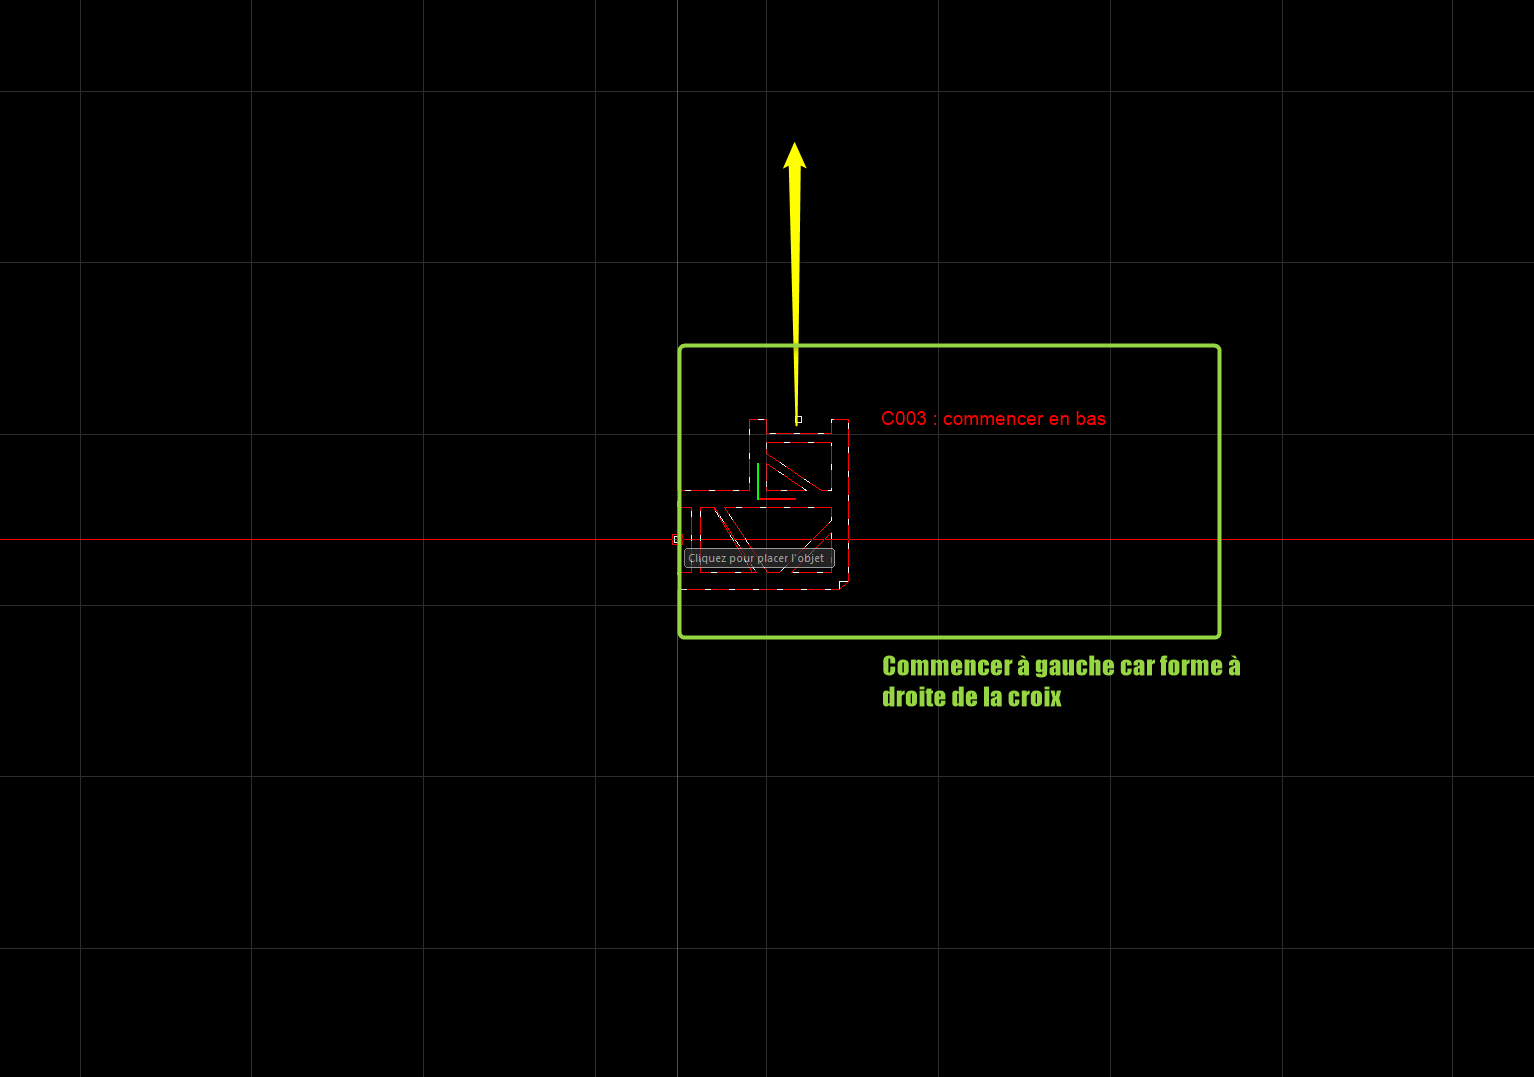 C003 : commencer en bas
Cliquez pour placer l'objet
Commencer à gauche car forme à
droite de la croix